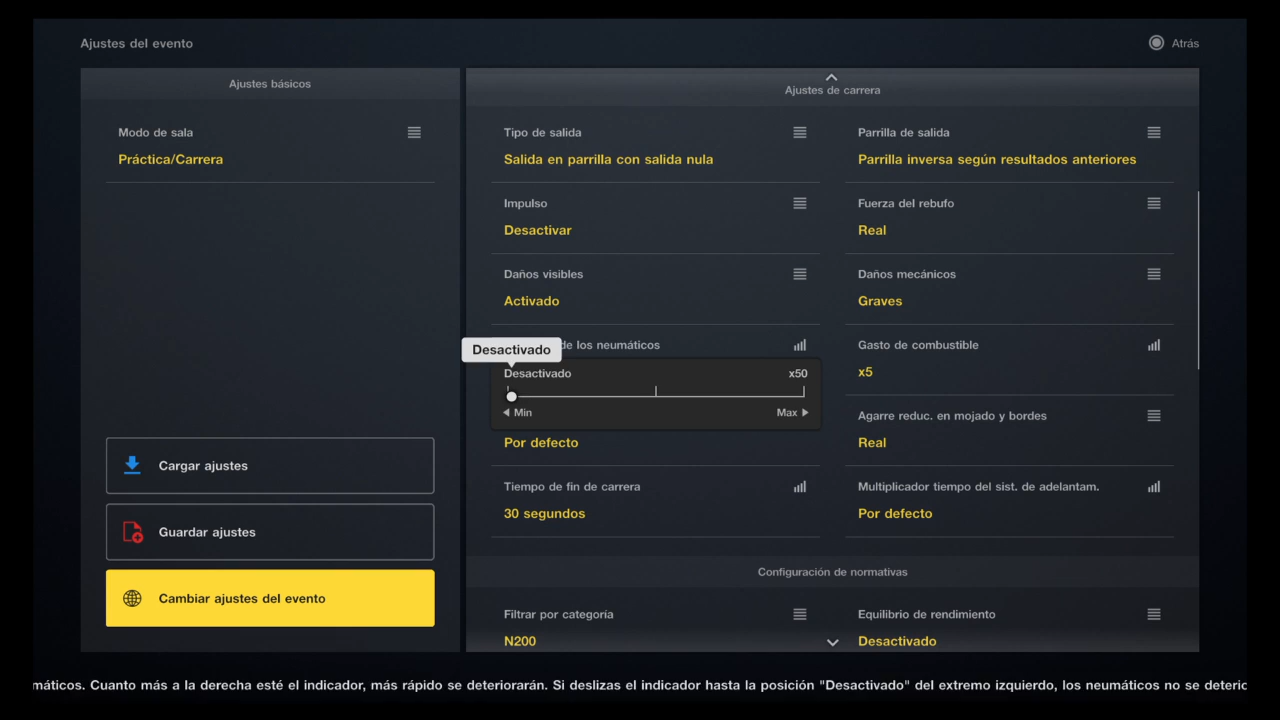 Ajustes del evento
Atrás
Ajustes básicos
Modo de sala
Práctica/Carrera
Cargar ajustes
Guardar ajustes
Cambiar ajustes del evento
Ajustes de carrera
Tipo de salida
Salida en parrilla con salida nula
Parrilla de salida
Parrilla inversa según resultados anteriores
Impulso
Desactivar
Fuerza del rebufo
Real
Daños visibles
Activado
Daños mecánicos
Graves
Desactivado
de los neumáticos
Desactivado x50
Min Max
Gasto de combustible
x5
Por defecto
Agarre reduc. en mojado y bordes
Real
Tiempo de fin de carrera
30 segundos
Multiplicador tiempo del sist. de adelantam.
Por defecto
Configuración de normativas
Filtrar por categoría
N200
Equilibrio de rendimiento
Desactivado
máticos. Cuanto más a la derecha esté el indicador, más rápido se deteriorarán. Si deslizas el indicador hasta la posición "Desactivado" del extremo izquierdo, los neumáticos no se deterio